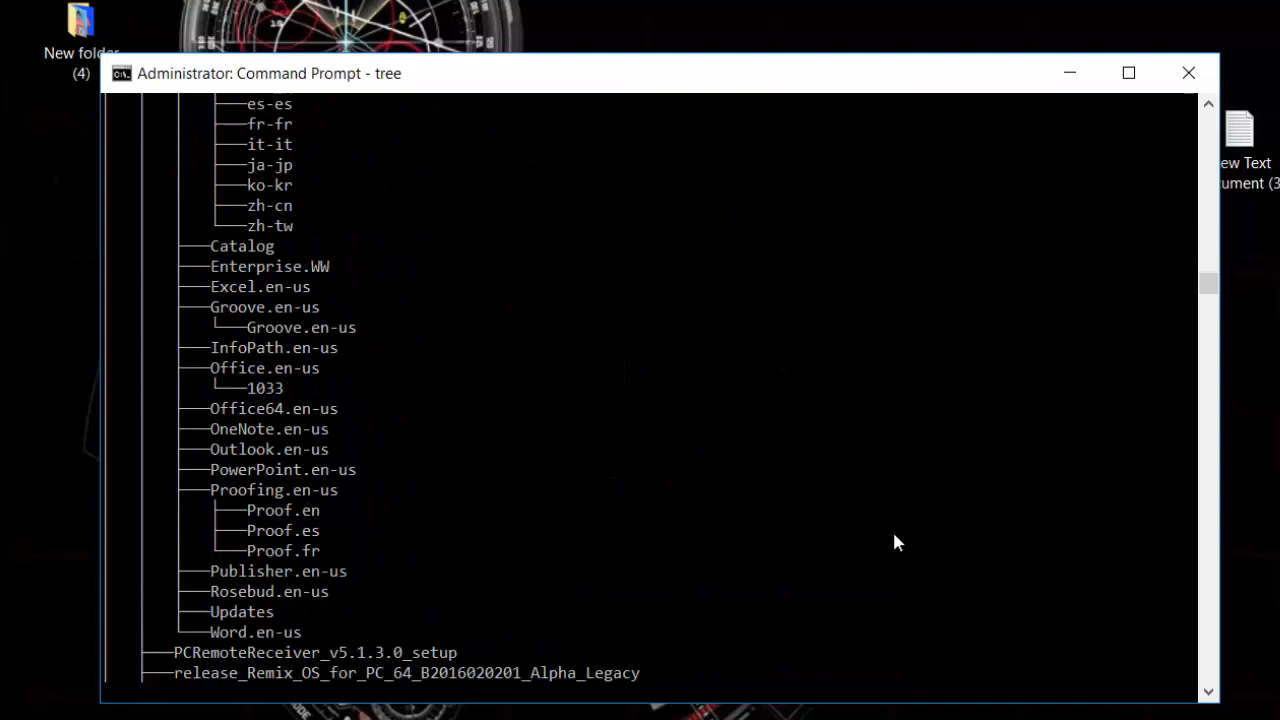 New folder
(4)
Administrator: Command Prompt - tree
es-es
fr-fr
it-it
ja-jp
ko-kr
zh-cn
zh-tw
Catalog
Enterprise.WW
Excel.en-us
Groove.en-us
Groove.en-us
InfoPath.en-us
Office.en-us
1033
Office64.en-us
OneNote.en-us
Outlook.en-us
PowerPoint.en-us
Proofing.en-us
Proof.en
Proof.es
Proof.fr
Publisher.en-us
Rosebud.en-us
Updates
Word.en-us
PCRemoteReceiver_v5.1.3.0_setup
release_Remix_OS_for_PC_64_B2016020201_Alpha_Legacy
ew Text
ument (3